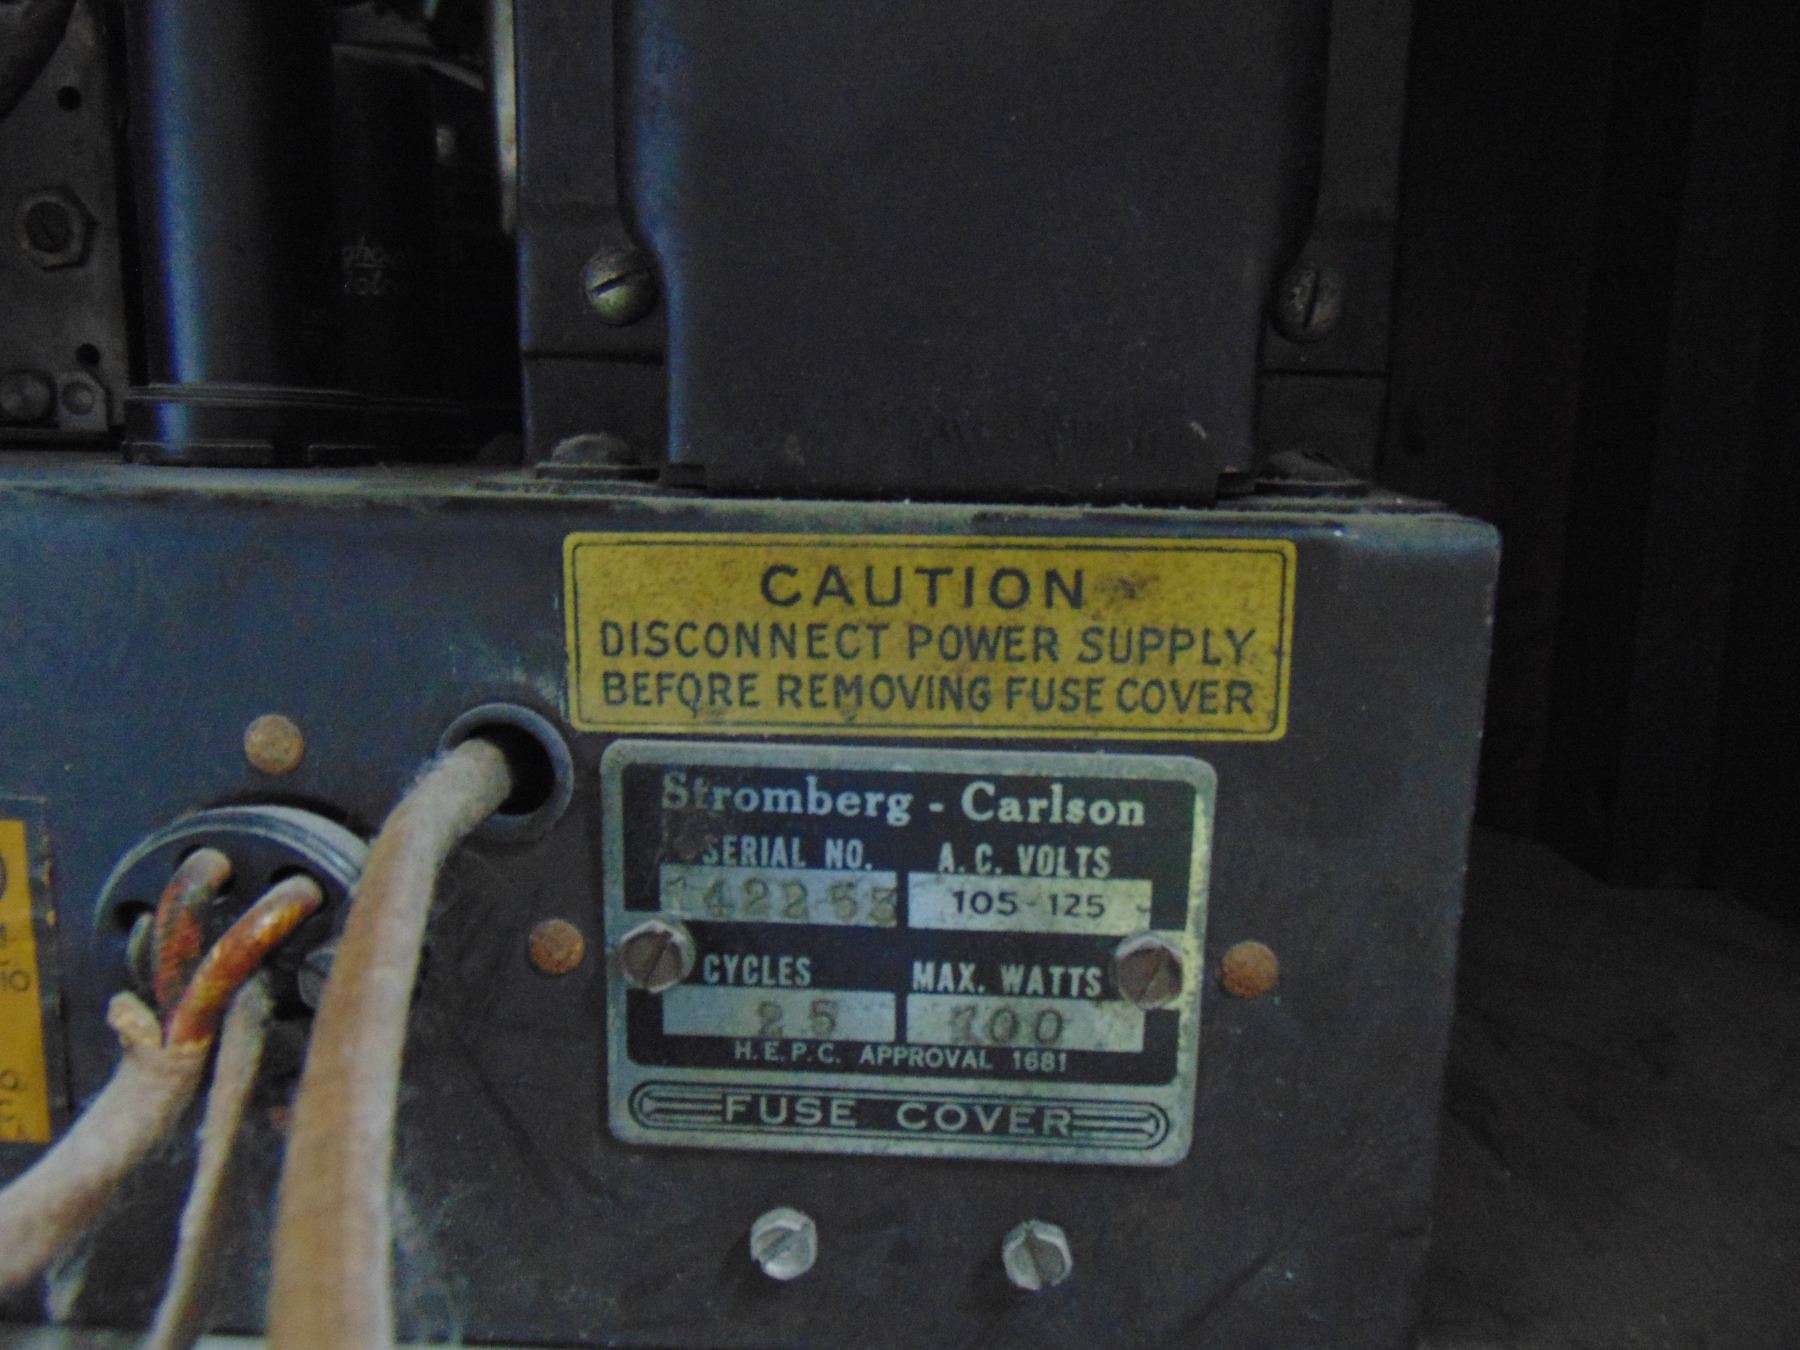 CAUTION
DISCONNECT POWER SUPPLY
BEFORE REMOVING FUSE COVER
Stromberg - Carlson
SERIAL NO. A.C. VOLTS
105-125
CYCLES MAX. WATTS
25 100
H.E.P.C. APPROVAL 1681
FUSE COVER